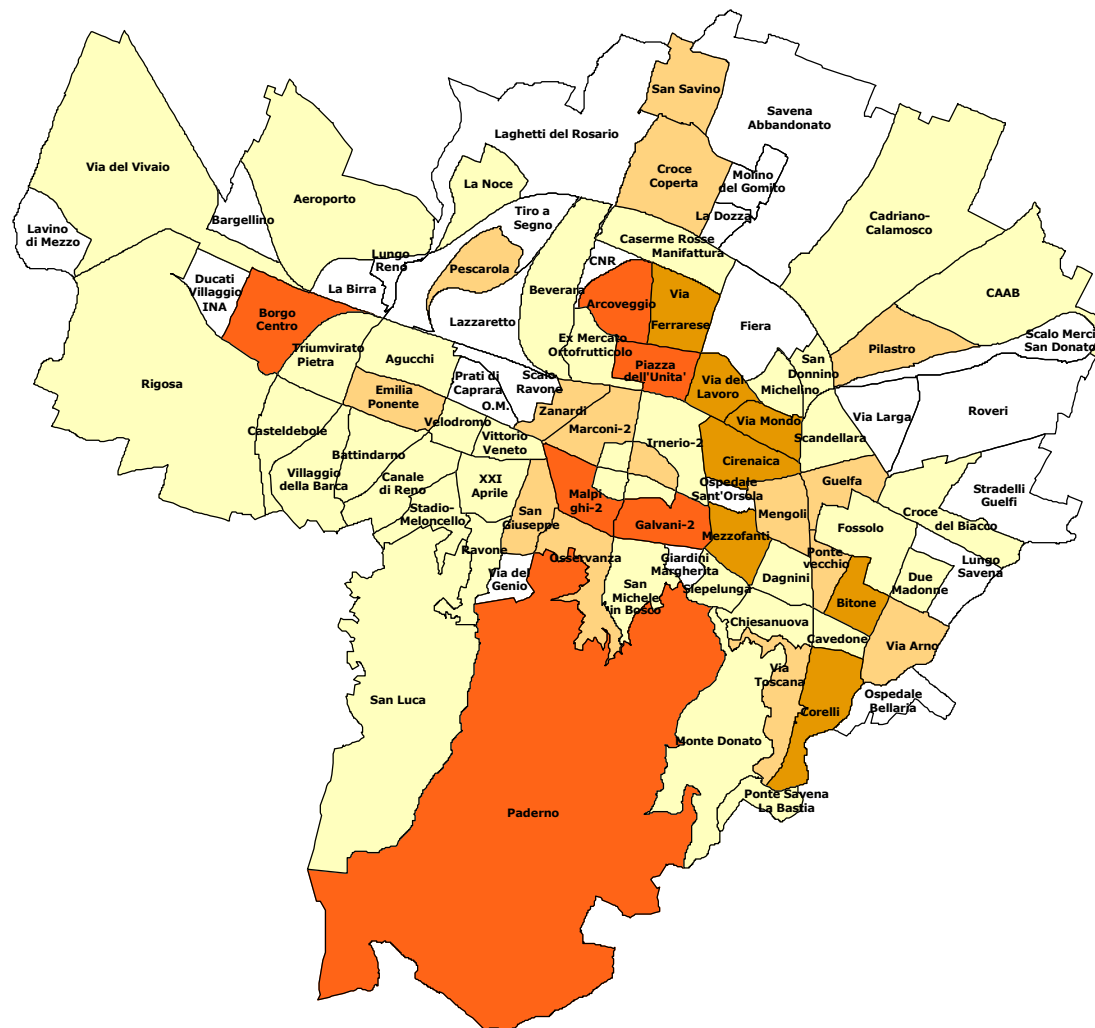 San Savino
Savena
Abbandonato
Laghetti del Rosario
Via del Vivaio
La Noce
Croce
Coperta
Molino
del Gomito
Aeroporto
Bargellino
Tiro a
Segno
La Dozza
Cadriano-
Calamosco
Lavino
di Mezzo
Lungo
Reno
Caserme Rosse
Manifattura
Pescarola
CNR
Ducati
Villaggio
INA
La Birra
Beverara
Arcoveggio
Via
Ferrarese
CAAB
Borgo
Centro
Lazzaretto
Fiera
Scalo Merci
San Donato
Ex Mercato
Ortofrutticolo
Triumvirato
Pietra
Agucchi
Pilastro
Piazza
dell'Unita'
San
Donnino
Michelino
Rigosa
Prati di
Caprara
O.M.
Scalo
Ravone
Via del
Lavoro
Emilia
Ponente
Zanardi
Via Larga
Roveri
Casteldebole
Velodromo
Marconi-2
Via Mondo
Vittorio
Veneto
Irnerio-2
Scandellara
Battindarno
Cirenaica
Villaggio
della Barca
Canale
di Reno
XXI
Aprile
Ospedale
Sant'Orsola
Guelfa
Stradelli
Guelfi
Malpi
ghi-2
Croce
del Biacco
Stadio-
Meloncello
San
Giuseppe
Galvani-2
Mengoli
Fossolo
Mezzofanti
Ravone
Osservanza
Giardini
Margherita
Ponte
vecchio
Lungo
Savena
Via del
Genio
San
Michele
in Bosco
Siepelunga
Dagnini
Due
Madonne
Bitone
Chiesanuova
Cavedone
Via Arno
Via
Toscana
San Luca
Ospedale
Bellaria
Corelli
Monte Donato
Ponte Savena
La Bastia
Paderno